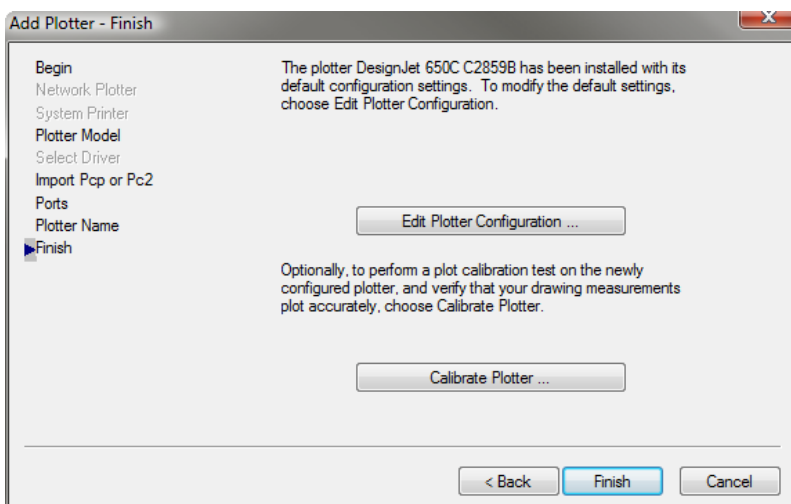 Add Plotter - Finish
Begin
Network Plotter
System Printer
Plotter Model
Select Driver
Import Pcp or Pc2
Ports
Plotter Name
Finish
The plotter DesignJet 650C C2859B has been installed with its
default configuration settings. To modify the default settings,
choose Edit Plotter Configuration.
Edit Plotter Configuration ...
Optionally, to perform a plot calibration test on the newly
configured plotter, and verify that your drawing measurements
plot accurately, choose Calibrate Plotter.
Calibrate Plotter ...
< Back
Finish
Cancel